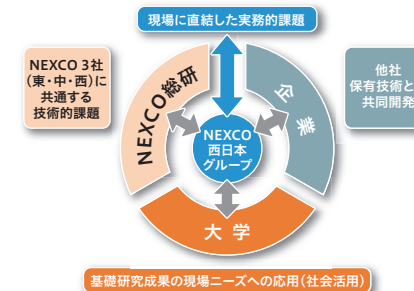 現場に直結した実務的課題
NEXCO 3社
(東・中・西)に
共通する
技術的課題
NEXCO総研
企業
他社
保有技術と
共同開発
NEXCO
西日本
グループ
大学
基礎研究成果の現場ニーズへの応用(社会活用)